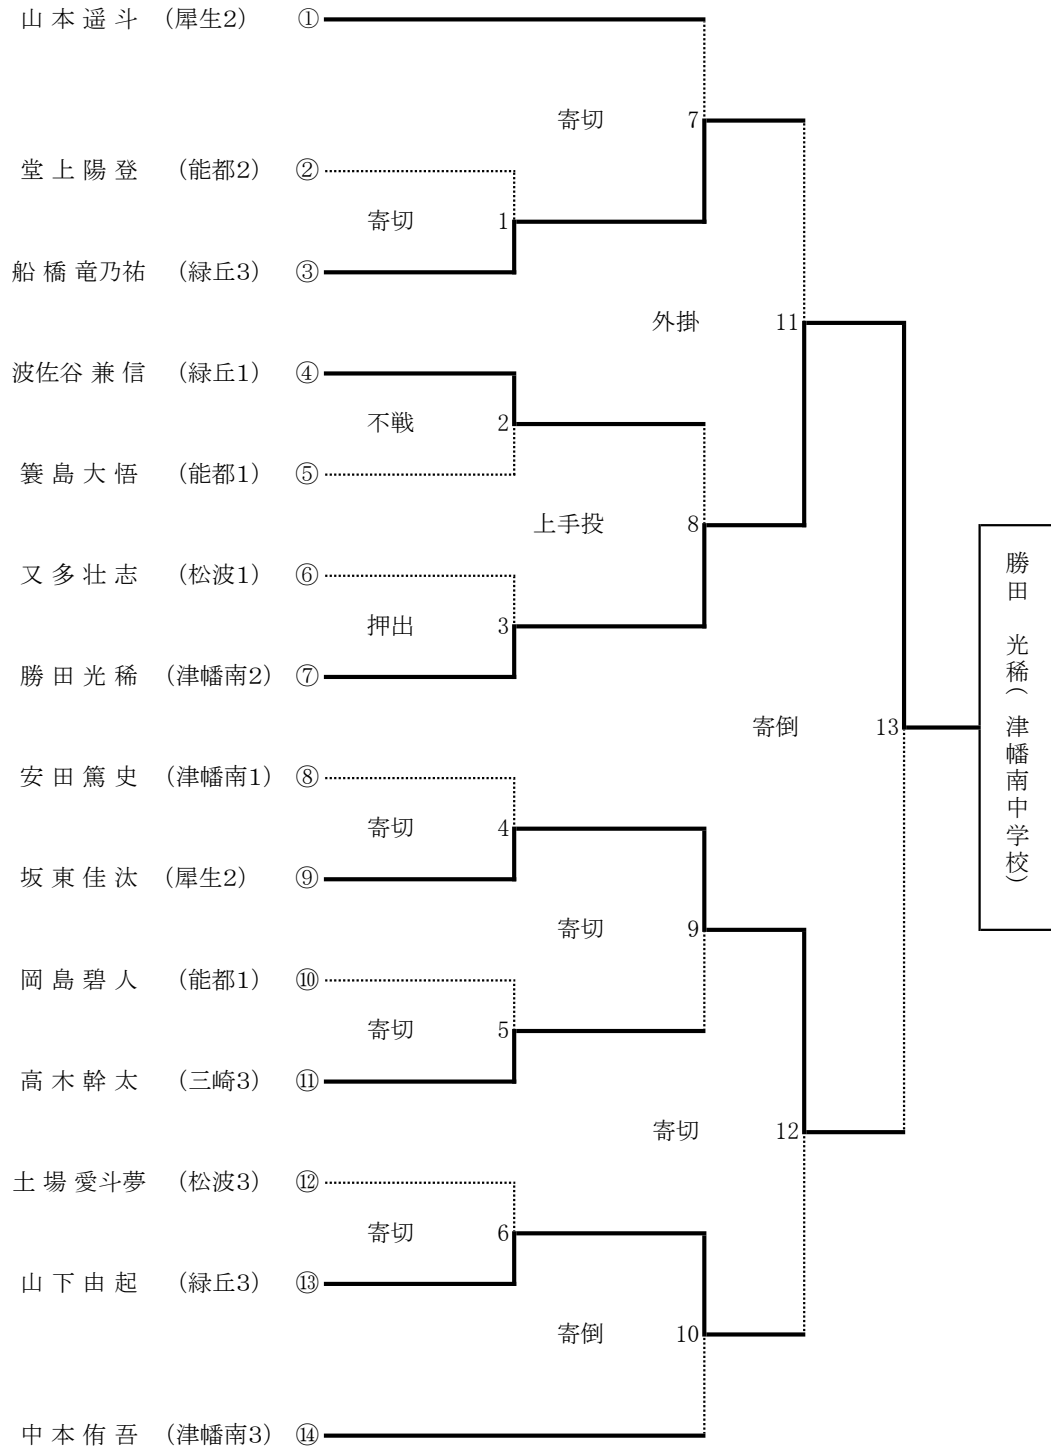 山本遥斗 (犀生2) ①
寄切 7
堂上陽登 (能都2) ②
寄切 1
船橋竜乃祐 (緑丘3) ③
外掛 11
波佐谷兼信 (緑丘1) ④
不戦 2
簑島大悟 (能都1) ⑤
上手投 8
又多壮志 (松波1) ⑥
押出 3
勝田光稀 (津幡南2) ⑦
寄倒 13
勝田 光稀(津幡南中学校)
安田篤史 (津幡南1) ⑧
寄切 4
坂東佳汰 (犀生2) ⑨
寄切 9
岡島碧人 (能都1) ⑩
寄切 5
高木幹太 (三崎3) ⑪
寄切 12
土場愛斗夢 (松波3) ⑫
寄切 6
山下由起 (緑丘3) ⑬
寄倒 10
中本侑吾 (津幡南3) ⑭